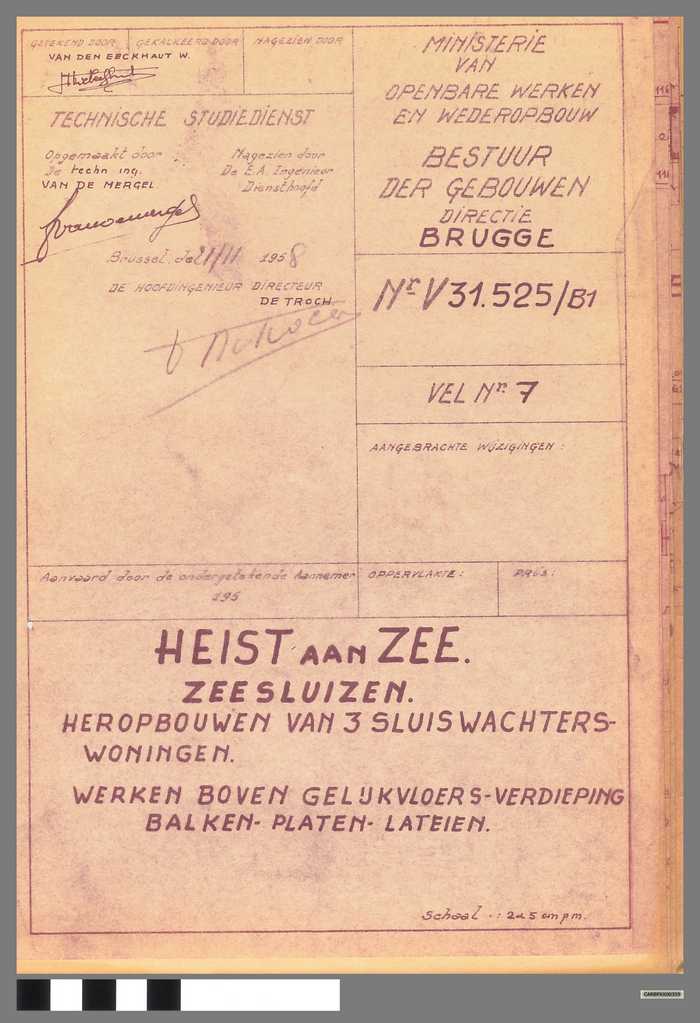 GETEKEND DOOR
VAN DEN EECKHAUT W.
GEKALKEERD DOOR
NAGEZIEN DOOR
TECHNISCHE STUDIEDIENST
Opgemaakt door
De techn ing.
VAN DE MERGEL
Nagezien door
De E.A. Ingenieur
Diensthoofd
Brussel, de 21/11 1958
DE HOOFDINGENIEUR DIRECTEUR
DE TROCH.
MINISTERIE
VAN
OPENBARE WERKEN
EN WEDEROPBOUW
BESTUUR
DER GEBOUWEN
DIRECTIE
BRUGGE
Nr V31.525/B1
VEL Nr. 7
AANGEBRACHTE WIJZIGINGEN :
Aanvaard door de ondergetekende Aannemer
195
OPPERVLAKTE :
PRIJS :
HEIST AAN ZEE.
ZEESLUIZEN.
HEROPBOUWEN VAN 3 SLUISWACHTERS-
WONINGEN.
WERKEN BOVEN GELIJKVLOERS-VERDIEPING
BALKEN- PLATEN- LATEIEN.
Schaal : 2 a 5 cm p.m.